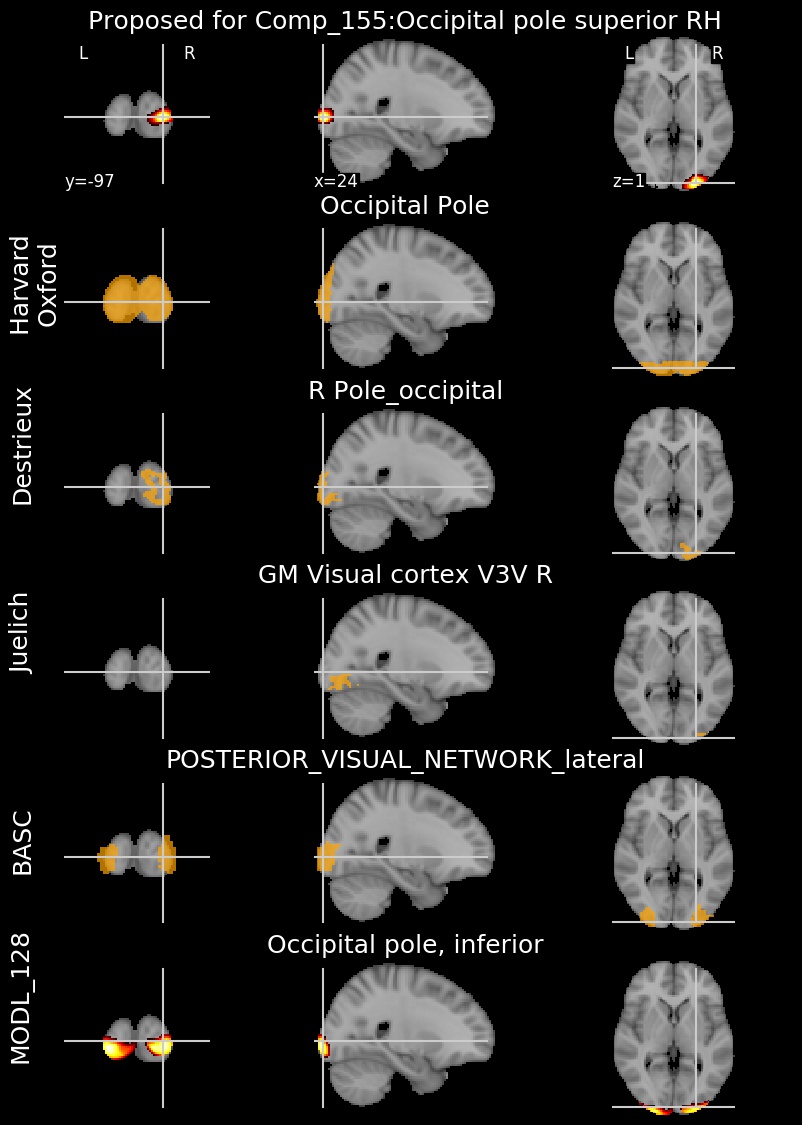 Proposed for Comp_155:Occipital pole superior RH
L R L R
y=-97 x=24 z=1
Occipital Pole
Harvard
Oxford
R Pole_occipital
Destrieux
GM Visual cortex V3V R
Juelich
POSTERIOR_VISUAL_NETWORK_lateral
BASC
Occipital pole, inferior
MODL_128